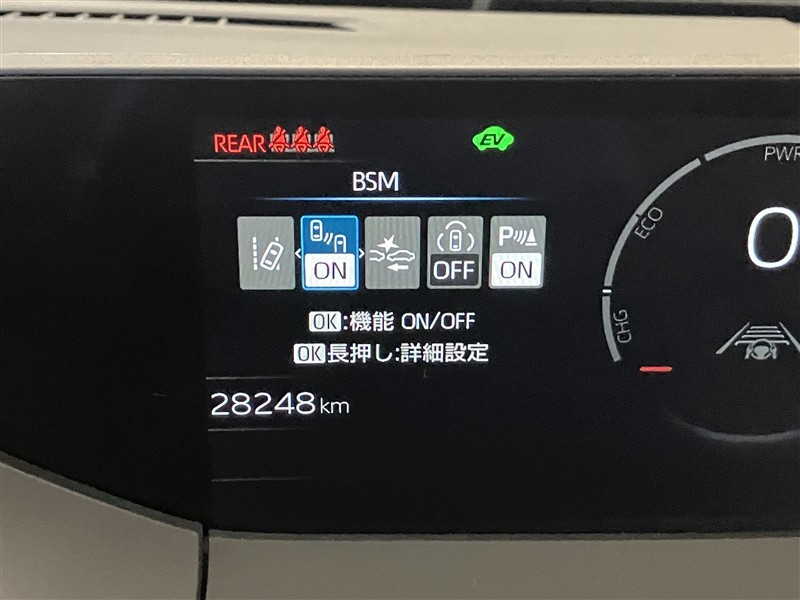 REAR
EV
BSM
ON
OFF
P
ON
OK:機能 ON/OFF
OK長押し:詳細設定
28248km
PWR
ECO
CHG
0